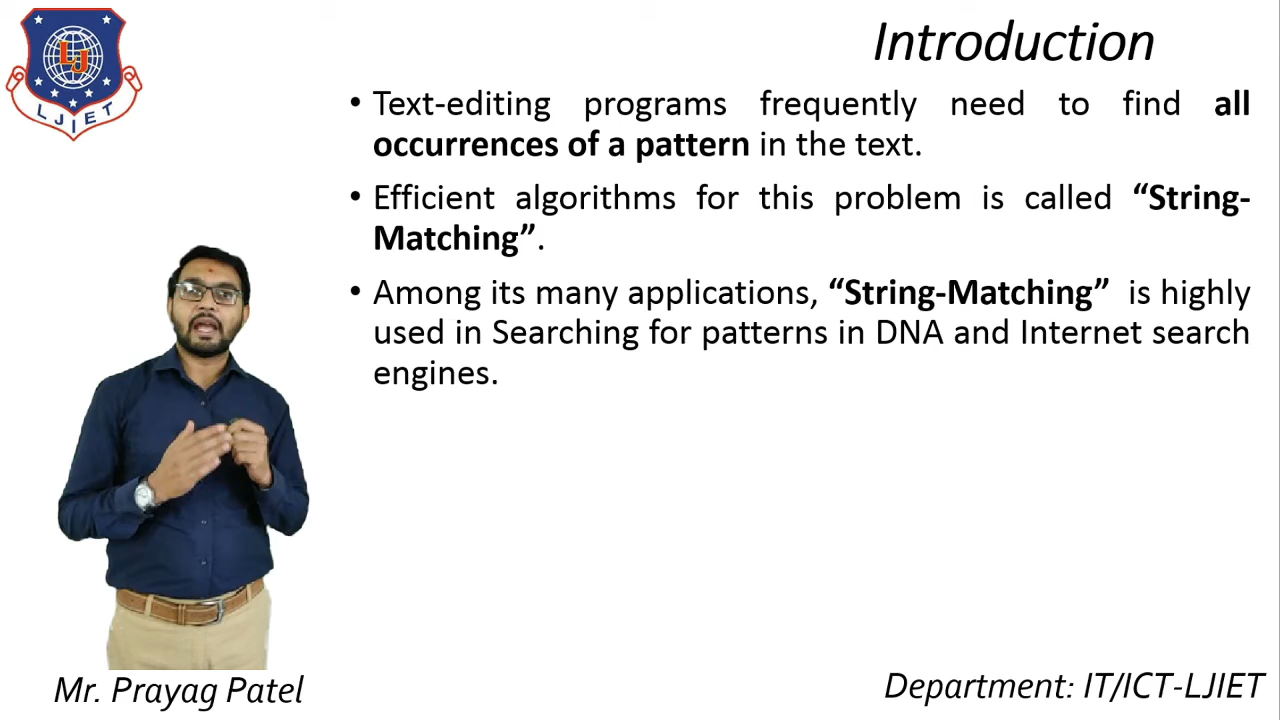 LJ
LJIET
Introduction
• Text-editing programs frequently need to find all
occurrences of a pattern in the text.
• Efficient algorithms for this problem is called “String-
Matching”.
• Among its many applications, “String-Matching” is highly
used in Searching for patterns in DNA and Internet search
engines.
Mr. Prayag Patel
Department: IT/ICT-LJIET